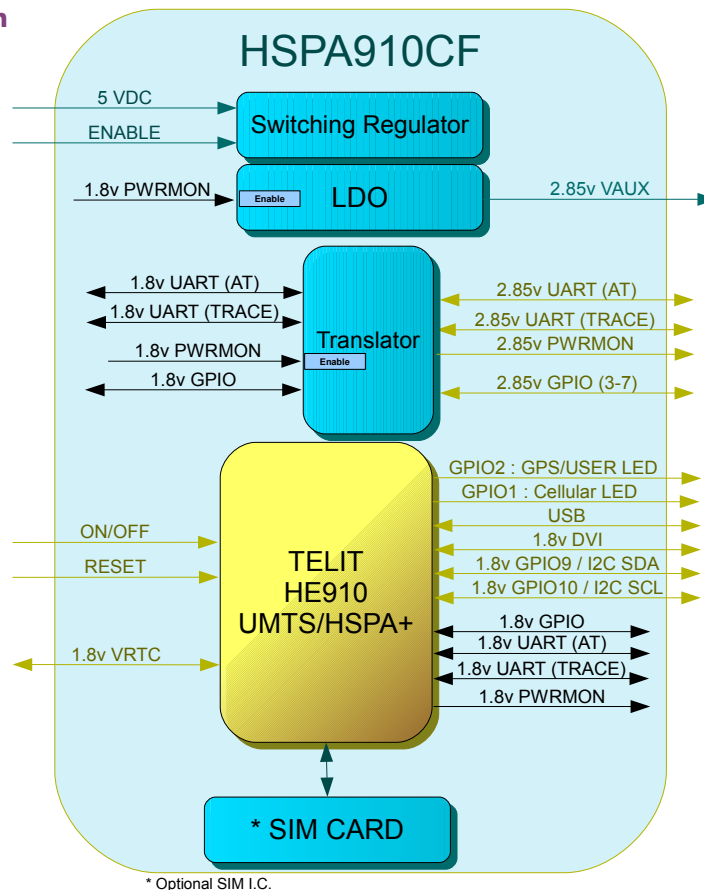 n
HSPA910CF
5 VDC
ENABLE
Switching Regulator
1.8v PWRMON
Enable
LDO
2.85v VAUX
1.8v UART (AT)
1.8v UART (TRACE)
1.8v PWRMON
1.8v GPIO
Translator
Enable
2.85v UART (AT)
2.85v UART (TRACE)
2.85v PWRMON
2.85v GPIO (3-7)
ON/OFF
RESET
1.8v VRTC
TELIT
HE910
UMTS/HSPA+
GPIO2 : GPS/USER LED
GPIO1 : Cellular LED
USB
1.8v DVI
1.8v GPIO9 / I2C SDA
1.8v GPIO10 / I2C SCL
1.8v GPIO
1.8v UART (AT)
1.8v UART (TRACE)
1.8v PWRMON
* SIM CARD
* Optional SIM I.C.